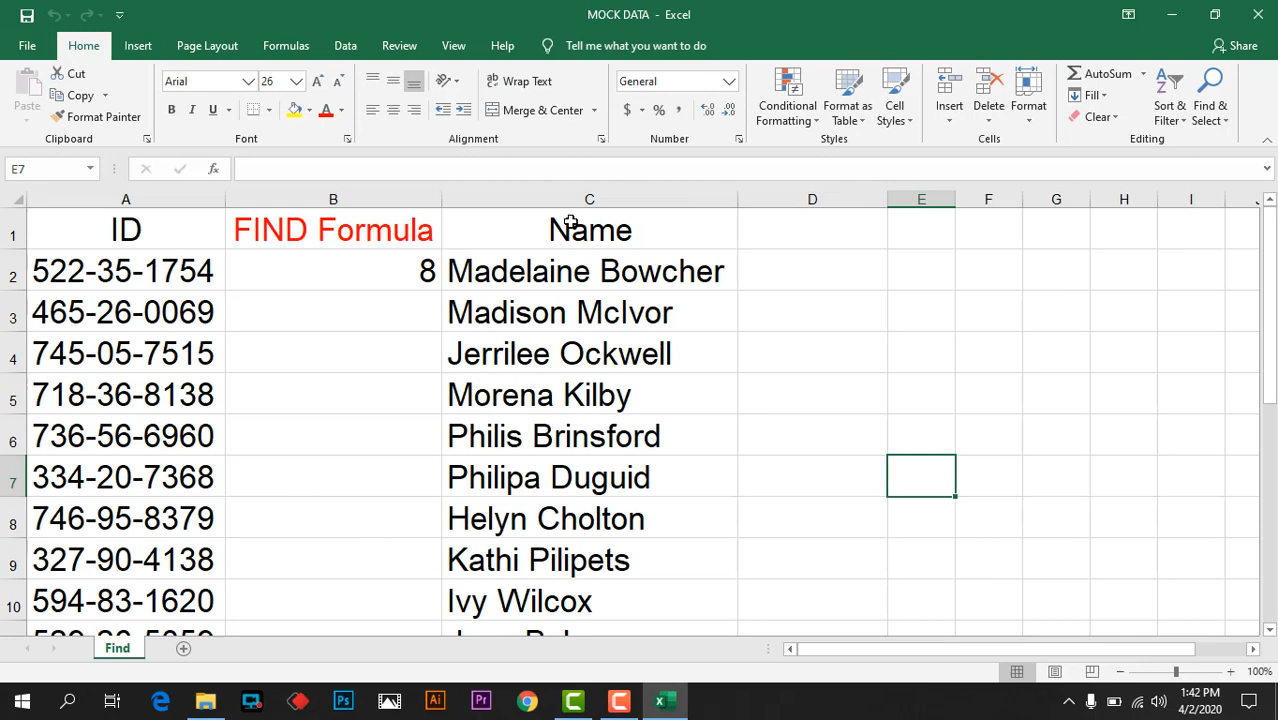 MOCK DATA - Excel
File Home Insert Page Layout Formulas Data Review View Help Tell me what you want to do Share
Paste
Cut
Copy
Format Painter
Clipboard
Arial 26
B I U A
Font
Wrap Text
Merge & Center
Alignment
General
$ % ,
Number
Conditional Formatting
Format as Table
Cell Styles
Styles
Insert Delete Format
Cells
AutoSum
Fill
Clear
Sort & Filter
Find & Select
Editing
E7 fx
A B C D E F G H I
1 ID FIND Formula Name
2 522-35-1754 8 Madelaine Bowcher
3 465-26-0069 Madison McIvor
4 745-05-7515 Jerrilee Ockwell
5 718-36-8138 Morena Kilby
6 736-56-6960 Philis Brinsford
7 334-20-7368 Philipa Duguid
8 746-95-8379 Helyn Cholton
9 327-90-4138 Kathi Pilipets
10 594-83-1620 Ivy Wilcox
Find
100%
Ps Ai Pr
1:42 PM
4/2/2020